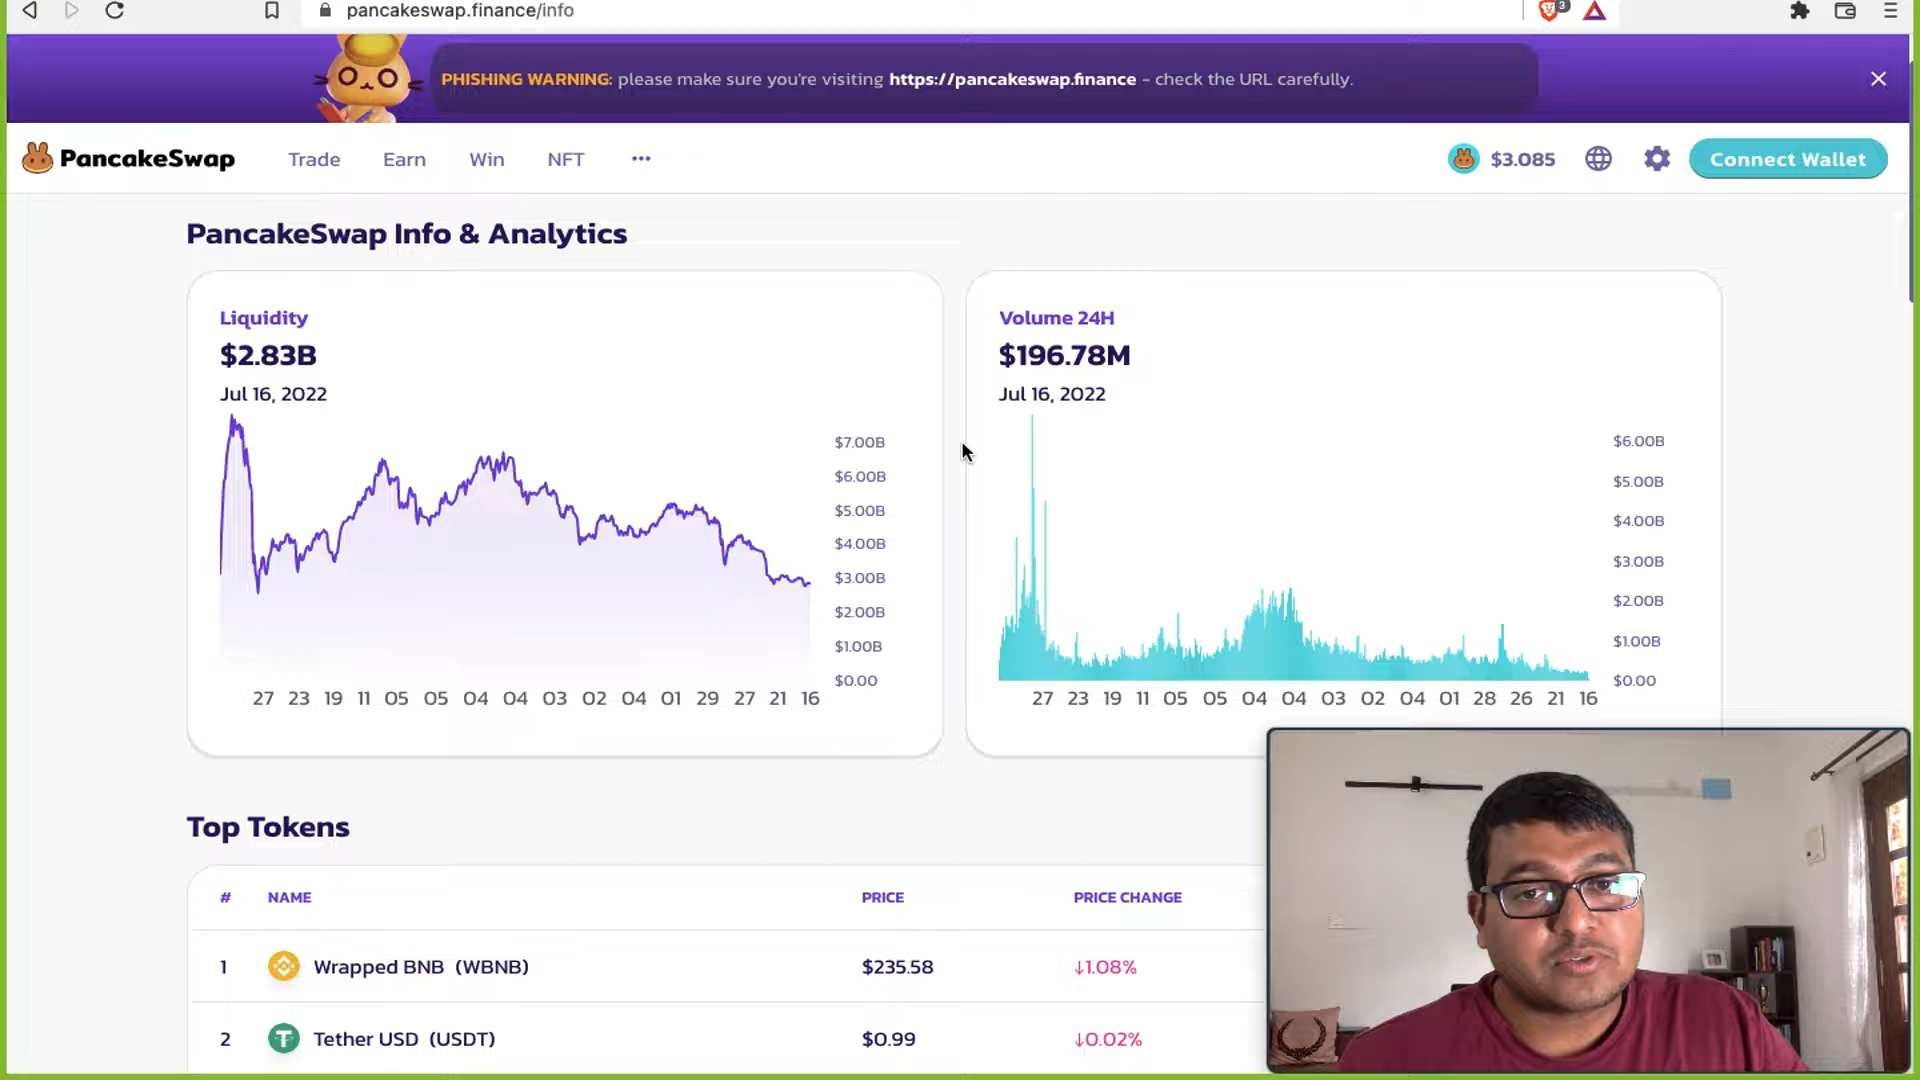 pancakeswap.finance/info
3
PHISHING WARNING: please make sure you're visiting https://pancakeswap.finance - check the URL carefully.
PancakeSwap Trade Earn Win NFT $3.085 Connect Wallet
PancakeSwap Info & Analytics
Liquidity
$2.83B
Jul 16, 2022
$7.00B
$6.00B
$5.00B
$4.00B
$3.00B
$2.00B
$1.00B
$0.00
27 23 19 11 05 05 04 04 03 02 04 01 29 27 21 16
Volume 24H
$196.78M
Jul 16, 2022
$6.00B
$5.00B
$4.00B
$3.00B
$2.00B
$1.00B
$0.00
27 23 19 11 05 05 04 04 03 02 04 01 28 26 21 16
Top Tokens
# NAME PRICE PRICE CHANGE
1 Wrapped BNB (WBNB) $235.58 ↓1.08%
2 Tether USD (USDT) $0.99 ↓0.02%